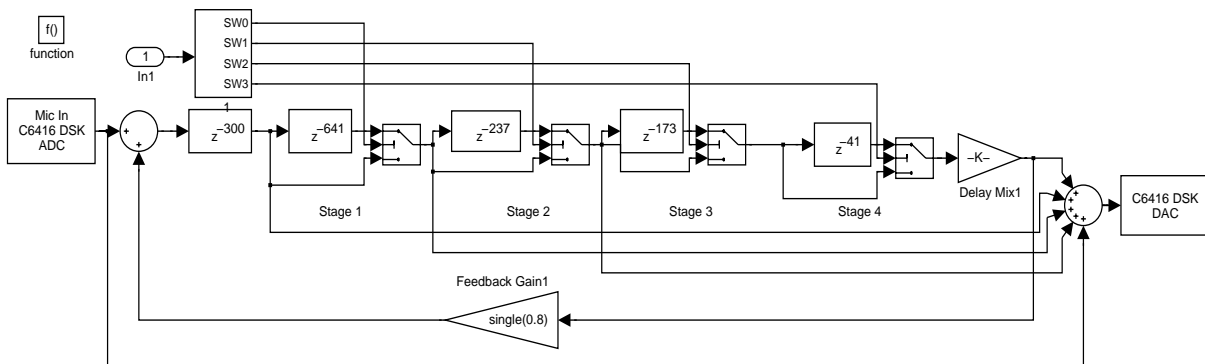 f()
function
1
In1
SW0
SW1
SW2
SW3
1
Mic In
C6416 DSK
ADC
+
+
z-300
z-641
z-237
z-173
z-41
-K-
Delay Mix1
Stage 1
Stage 2
Stage 3
Stage 4
+
+
+
+
+
C6416 DSK
DAC
Feedback Gain1
single(0.8)